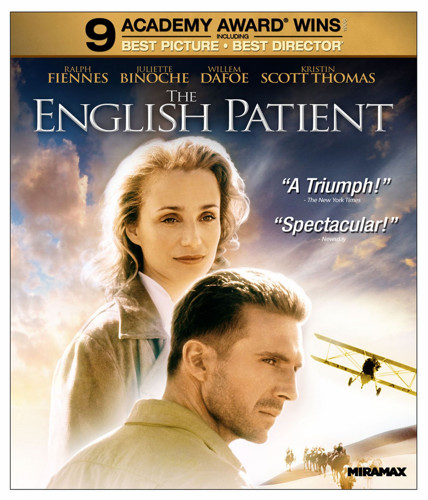 9 ACADEMY AWARD® WINS
INCLUDING
BEST PICTURE • BEST DIRECTOR
RALPH FIENNES JULIETTE BINOCHE WILLEM DAFOE KRISTIN SCOTT THOMAS
THE
ENGLISH PATIENT
“A Triumph!”
- The New York Times
“Spectacular!”
- Newsday
MIRAMAX